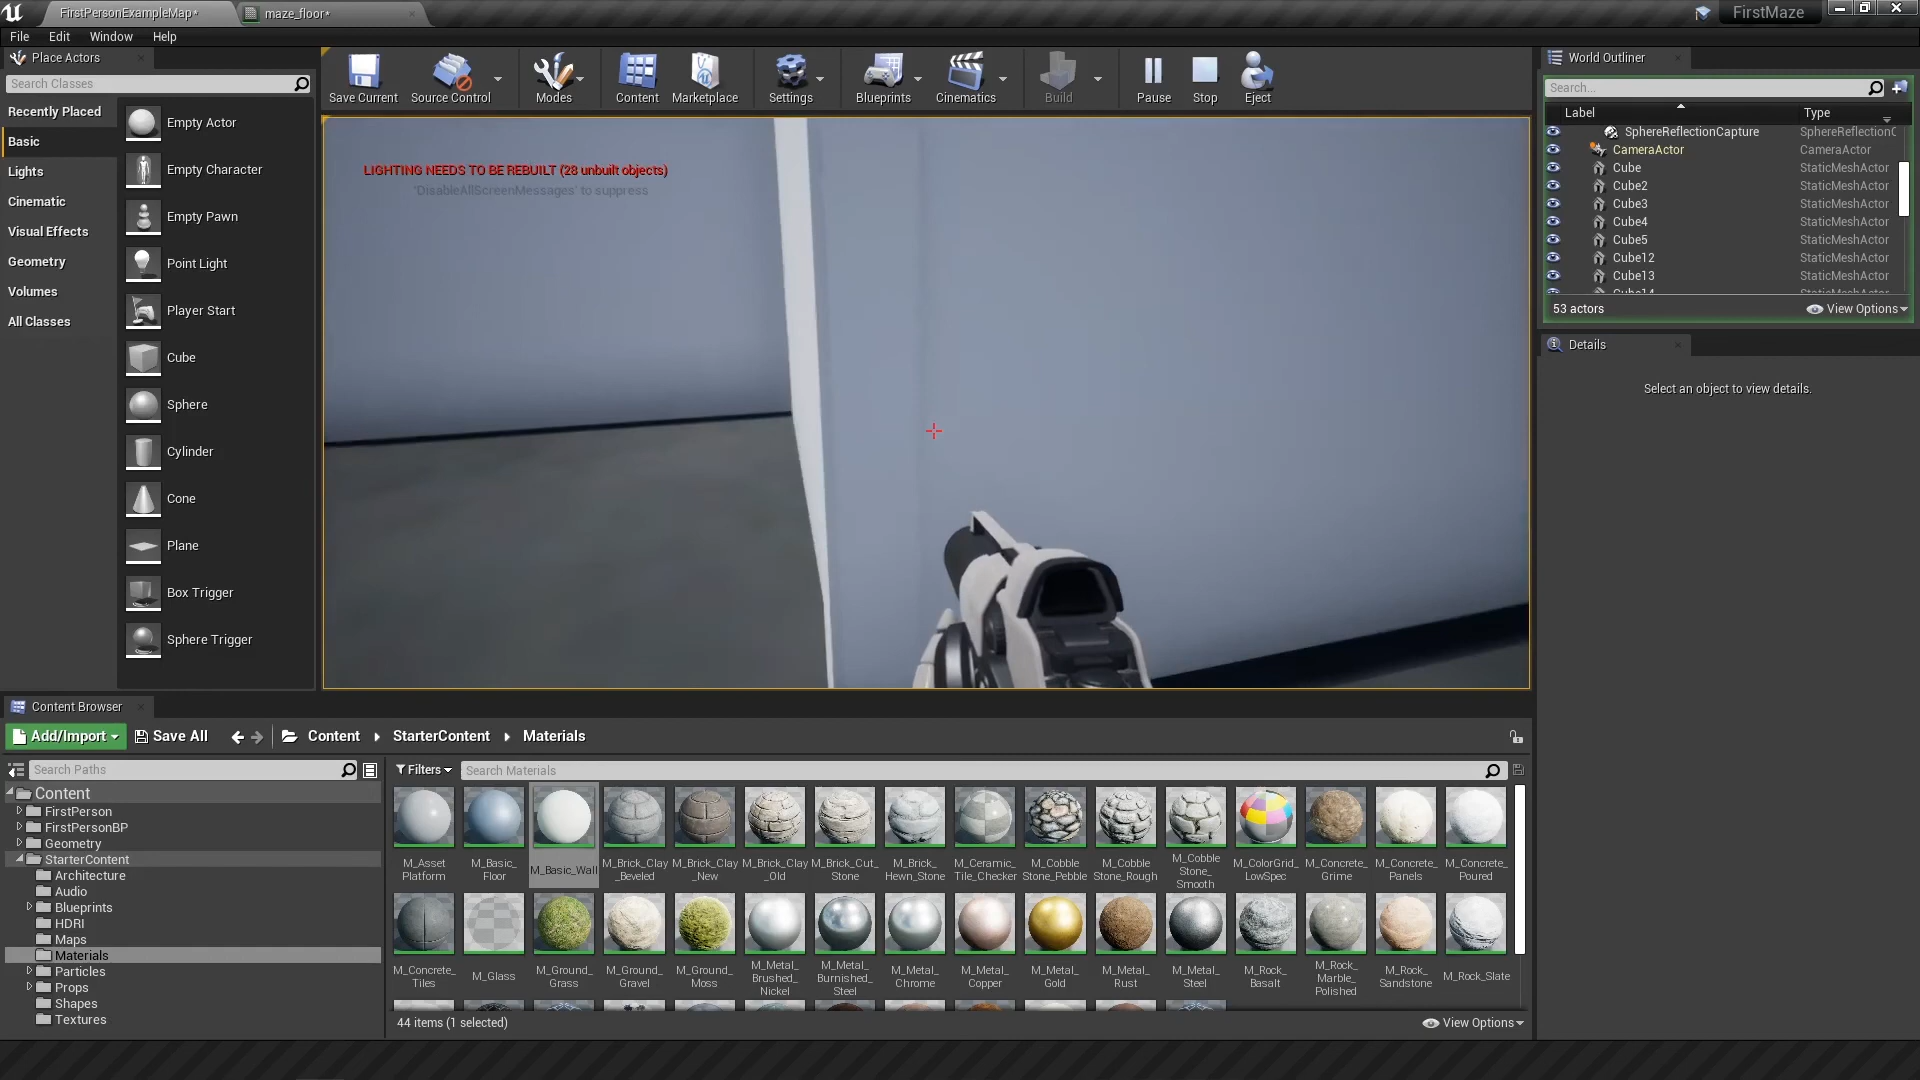 FirstPersonExampleMap*
maze_floor*
FirstMaze
File Edit Window Help
Place Actors
Search Classes
Recently Placed
Basic
Lights
Cinematic
Visual Effects
Geometry
Volumes
All Classes
Empty Actor
Empty Character
Empty Pawn
Point Light
Player Start
Cube
Sphere
Cylinder
Cone
Plane
Box Trigger
Sphere Trigger
Save Current
Source Control
Modes
Content
Marketplace
Settings
Blueprints
Cinematics
Build
Pause
Stop
Eject
LIGHTING NEEDS TO BE REBUILT (28 unbuilt objects)
'DisableAllScreenMessages' to suppress
World Outliner
Search...
Label Type
SphereReflectionCapture SphereReflectionC
CameraActor CameraActor
Cube StaticMeshActor
Cube2 StaticMeshActor
Cube3 StaticMeshActor
Cube4 StaticMeshActor
Cube5 StaticMeshActor
Cube12 StaticMeshActor
Cube13 StaticMeshActor
Cube14 StaticMeshActor
53 actors
View Options
Details
Select an object to view details.
Content Browser
Add/Import
Save All
Content
StarterContent
Materials
Search Paths
Filters
Search Materials
Content
FirstPerson
FirstPersonBP
Geometry
StarterContent
Architecture
Audio
Blueprints
HDRI
Maps
Materials
Particles
Props
Shapes
Textures
M_Asset
Platform
M_Basic_
Floor
M_Basic_Wall
M_Brick_Clay
_Beveled
M_Brick_Clay
_New
M_Brick_Clay
_Old
M_Brick_Cut_
Stone
M_Brick_
Hewn_Stone
M_Ceramic_
Tile_Checker
M_Cobble
Stone_Pebble
M_Cobble
Stone_Rough
M_Cobble
Stone_
Smooth
M_ColorGrid_
LowSpec
M_Concrete_
Grime
M_Concrete_
Panels
M_Concrete_
Poured
M_Concrete_
Tiles
M_Glass
M_Ground_
Grass
M_Ground_
Gravel
M_Ground_
Moss
M_Metal_
Brushed_
Nickel
M_Metal_
Burnished_
Steel
M_Metal_
Chrome
M_Metal_
Copper
M_Metal_
Gold
M_Metal_
Rust
M_Metal_
Steel
M_Rock_
Basalt
M_Rock_
Marble_
Polished
M_Rock_
Sandstone
M_Rock_Slate
44 items (1 selected)
View Options